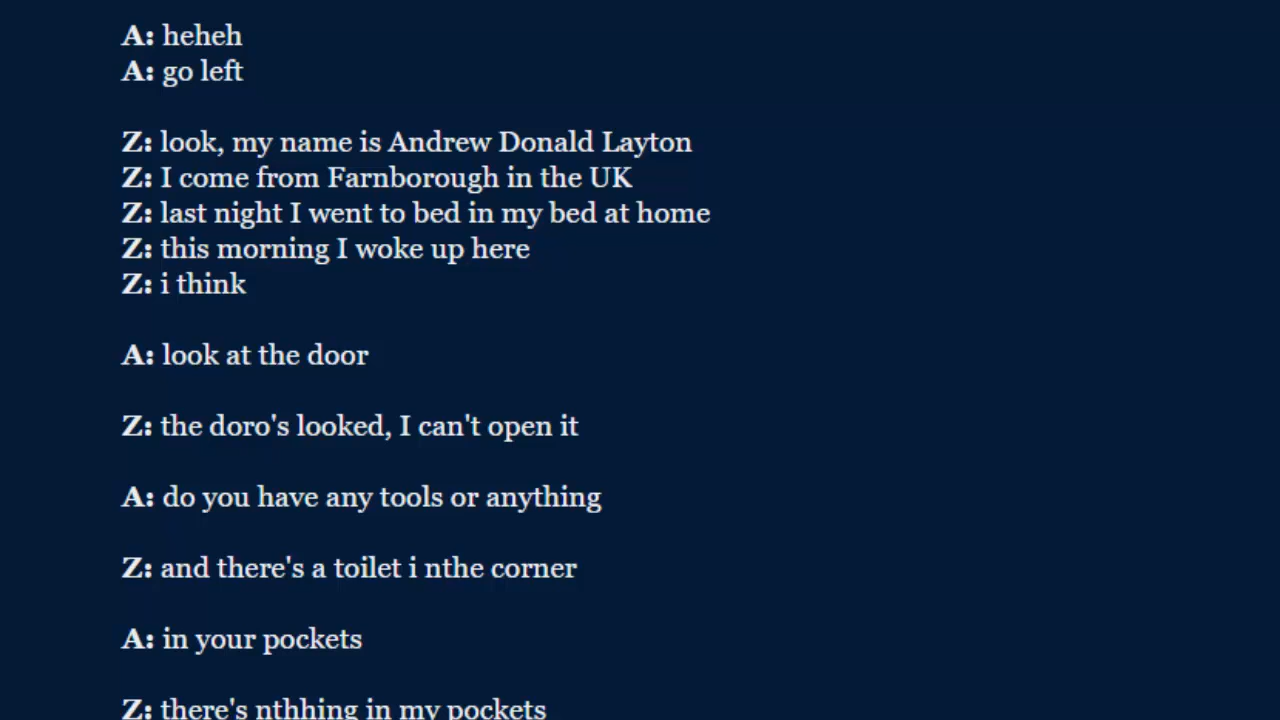 A: heheh
A: go left
Z: look, my name is Andrew Donald Layton
Z: I come from Farnborough in the UK
Z: last night I went to bed in my bed at home
Z: this morning I woke up here
Z: i think
A: look at the door
Z: the doro's looked, I can't open it
A: do you have any tools or anything
Z: and there's a toilet i nthe corner
A: in your pockets
Z: there's nthhing in my pockets